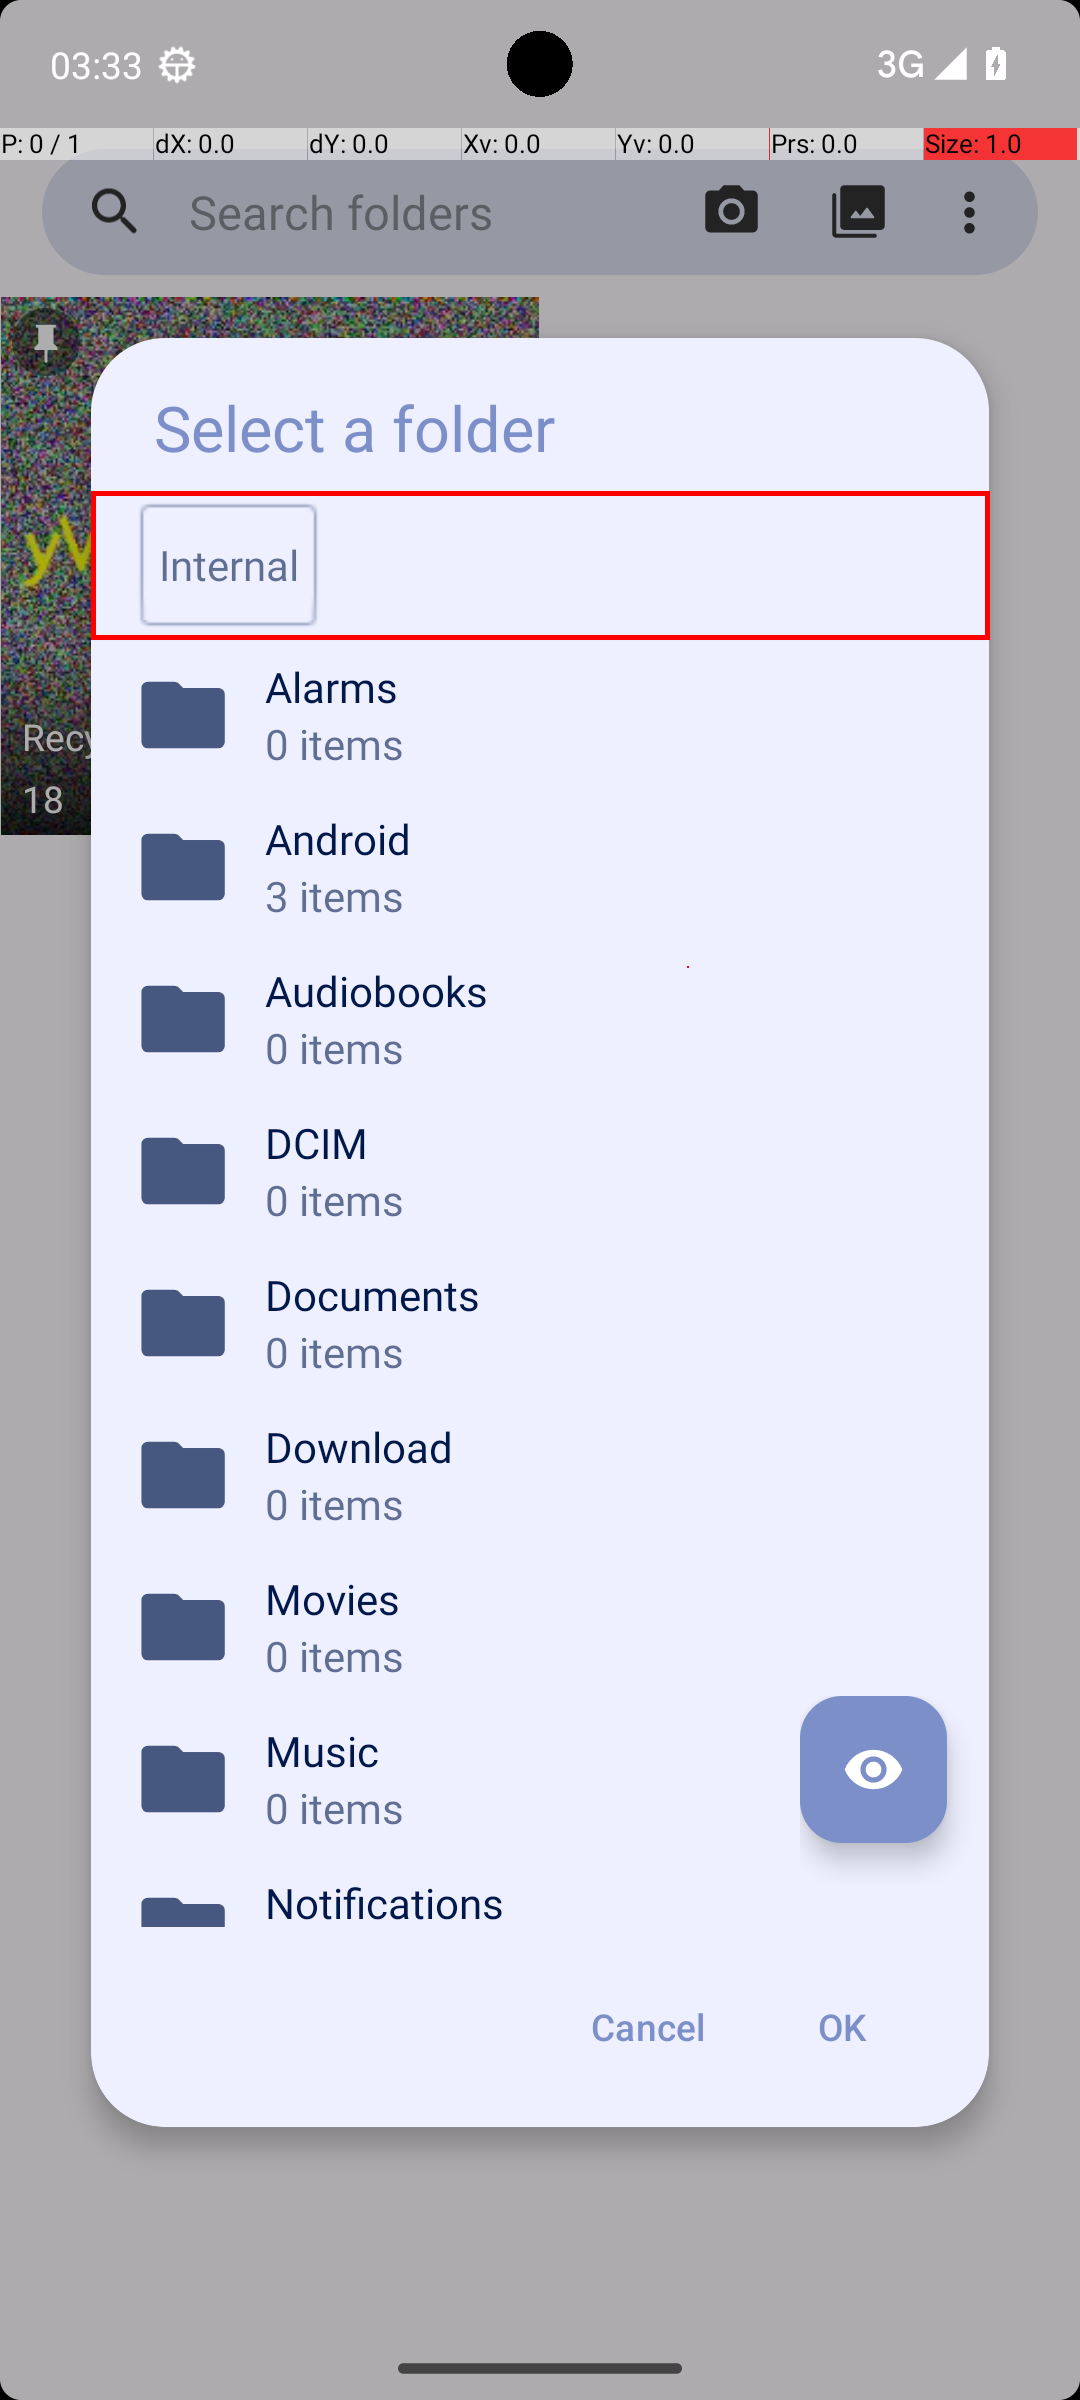 03:33
3G
P: 0 / 1
dX: 0.0
dY: 0.0
Xv: 0.0
Yv: 0.0
Prs: 0.0
Size: 1.0
Search folders
Select a folder
Internal
Alarms
0 items
Android
3 items
Audiobooks
0 items
DCIM
0 items
Documents
0 items
Download
0 items
Movies
0 items
Music
0 items
Notifications
Recy
18
Cancel
OK